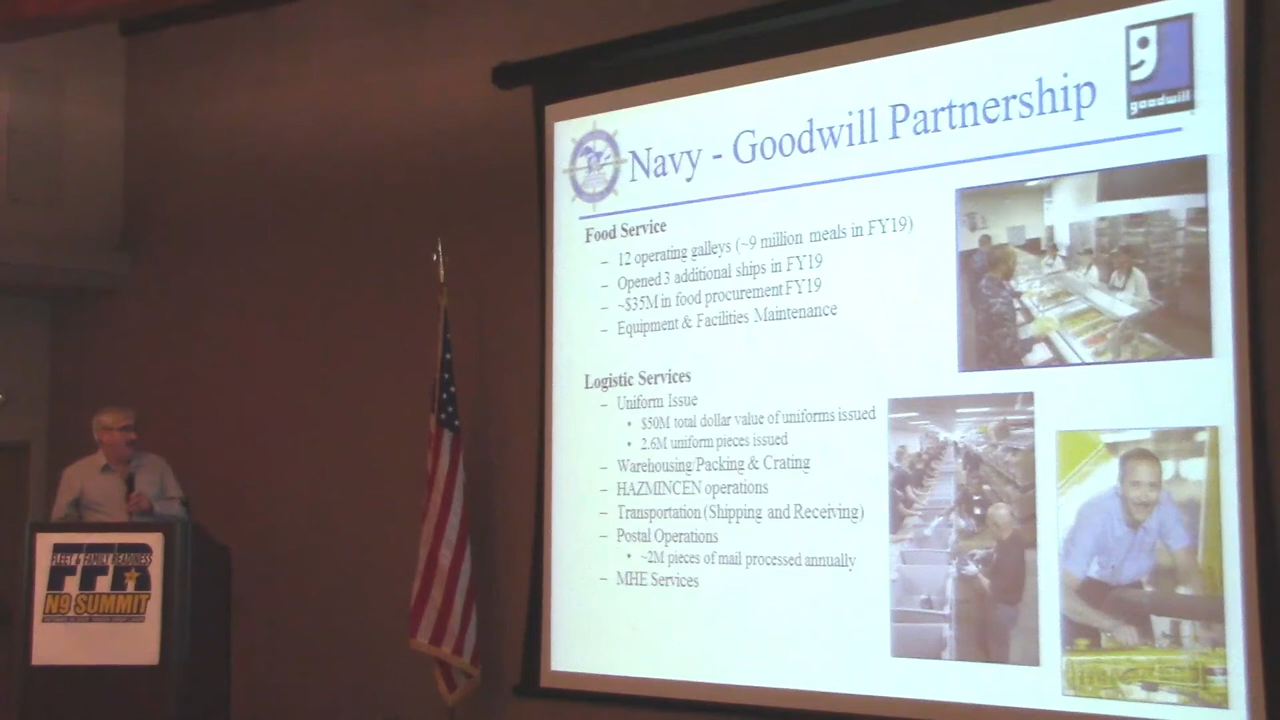 Navy - Goodwill Partnership
goodwill
Food Service
– 12 operating galleys (~9 million meals in FY19)
– Opened 3 additional ships in FY19
– ~$35M in food procurement FY19
– Equipment & Facilities Maintenance
Logistic Services
– Uniform Issue
• $50M total dollar value of uniforms issued
• 2.6M uniform pieces issued
– Warehousing/Packing & Crating
– HAZMINCEN operations
– Transportation (Shipping and Receiving)
– Postal Operations
• ~2M pieces of mail processed annually
– MHE Services
FLEET & FAMILY READINESS
FFR
N9 SUMMIT